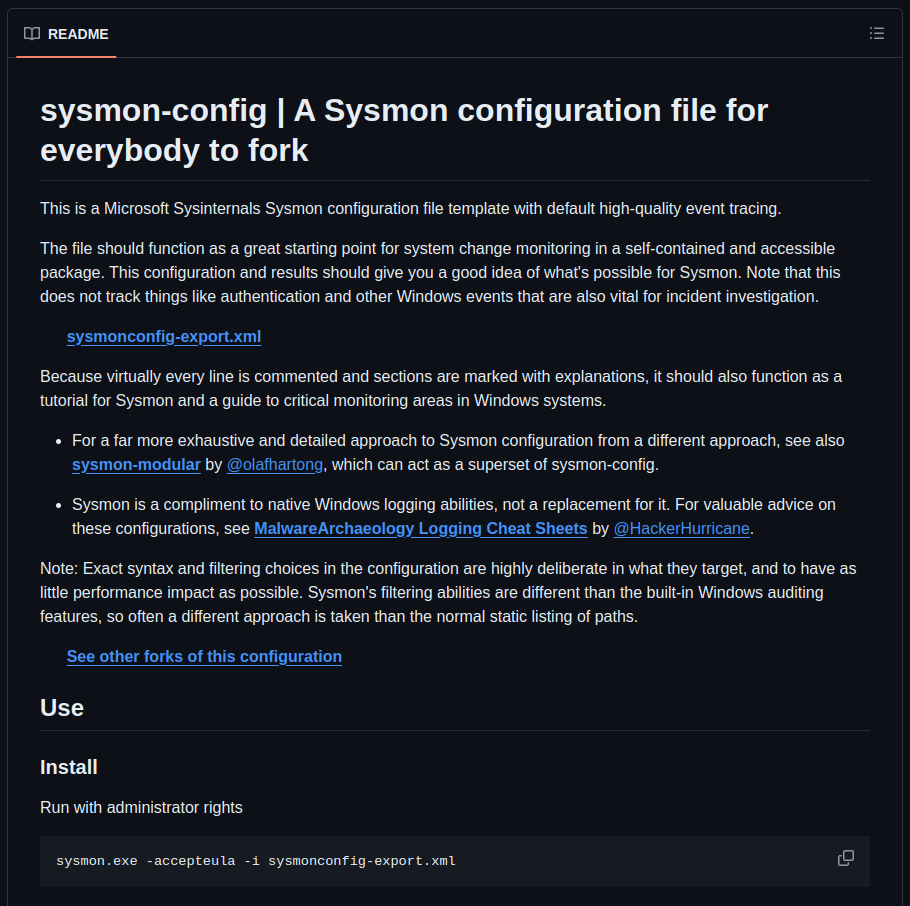 README
sysmon-config | A Sysmon configuration file for
everybody to fork
This is a Microsoft Sysinternals Sysmon configuration file template with default high-quality event tracing.
The file should function as a great starting point for system change monitoring in a self-contained and accessible
package. This configuration and results should give you a good idea of what's possible for Sysmon. Note that this
does not track things like authentication and other Windows events that are also vital for incident investigation.
sysmonconfig-export.xml
Because virtually every line is commented and sections are marked with explanations, it should also function as a
tutorial for Sysmon and a guide to critical monitoring areas in Windows systems.
• For a far more exhaustive and detailed approach to Sysmon configuration from a different approach, see also
sysmon-modular by @olafhartong, which can act as a superset of sysmon-config.
• Sysmon is a compliment to native Windows logging abilities, not a replacement for it. For valuable advice on
these configurations, see MalwareArchaeology Logging Cheat Sheets by @HackerHurricane.
Note: Exact syntax and filtering choices in the configuration are highly deliberate in what they target, and to have as
little performance impact as possible. Sysmon's filtering abilities are different than the built-in Windows auditing
features, so often a different approach is taken than the normal static listing of paths.
See other forks of this configuration
Use
Install
Run with administrator rights
sysmon.exe -accepteula -i sysmonconfig-export.xml